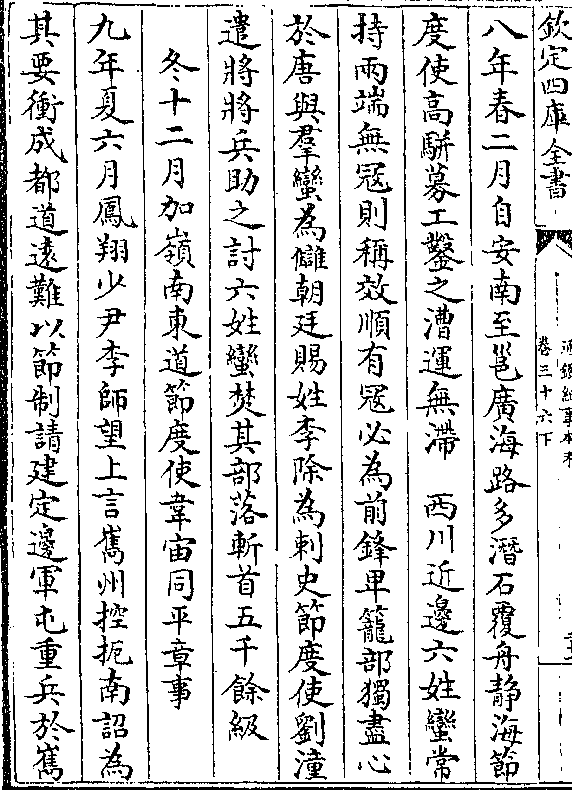 欽定四庫全書
通鑑紀事本末
卷三十六下
八年春二月自安南至邕廣海路多潛石覆舟静海節
度使高駢募工鑿之漕運無滯　西川近邊六姓蠻常
持兩端無寇則稱效順有寇必為前鋒卑籠部獨盡心
於唐與羣蠻為讎朝廷賜姓李除為刺史節度使劉潼
遣將將兵助之討六姓蠻焚其部落斬首五千餘級
冬十二月加嶺南東道節度使韋宙同平章事
九年夏六月鳳翔少尹李師望上言嶲州控扼南詔為
其要衝成都道遠難以節制請建定邊軍屯重兵於嶲